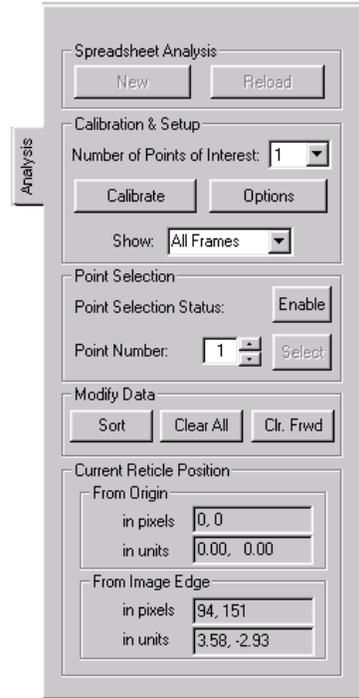 Spreadsheet Analysis
New Reload
Analysis
Calibration & Setup
Number of Points of Interest: 1
Calibrate Options
Show: All Frames
Point Selection
Point Selection Status: Enable
Point Number: 1 Select
Modify Data
Sort Clear All Clr. Frwd
Current Reticle Position
From Origin
in pixels 0, 0
in units 0.00, 0.00
From Image Edge
in pixels 94, 151
in units 3.58, -2.93